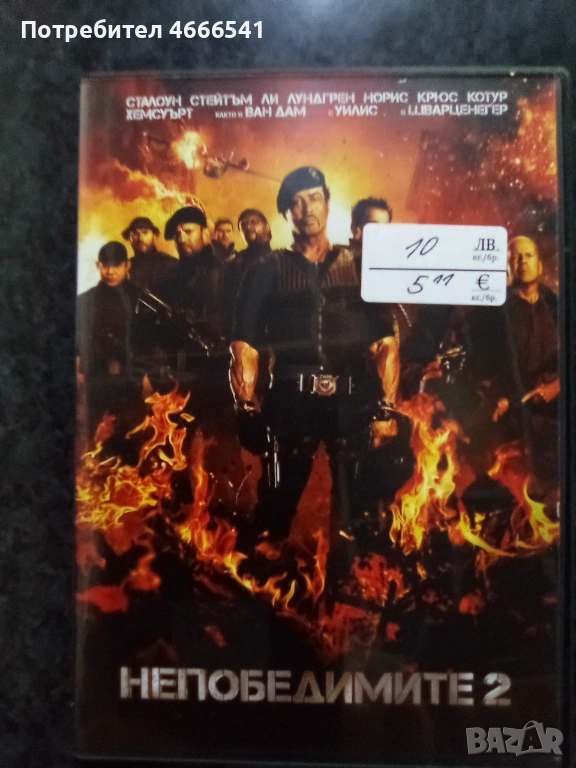 Потребител 4666541
СТАЛОУН СТЕЙТЪМ ЛИ ЛУНДГРЕН НОРИС КРЮС КОТУР
ХЕМСУЪРТ КАКТО И ВАН ДАМ С УИЛИС И ШВАРЦЕНЕГЕР
10 ЛВ.
кг./бр.
5 11 €
кг./бр.
НЕПОБЕДИМИТЕ 2
BAZAR